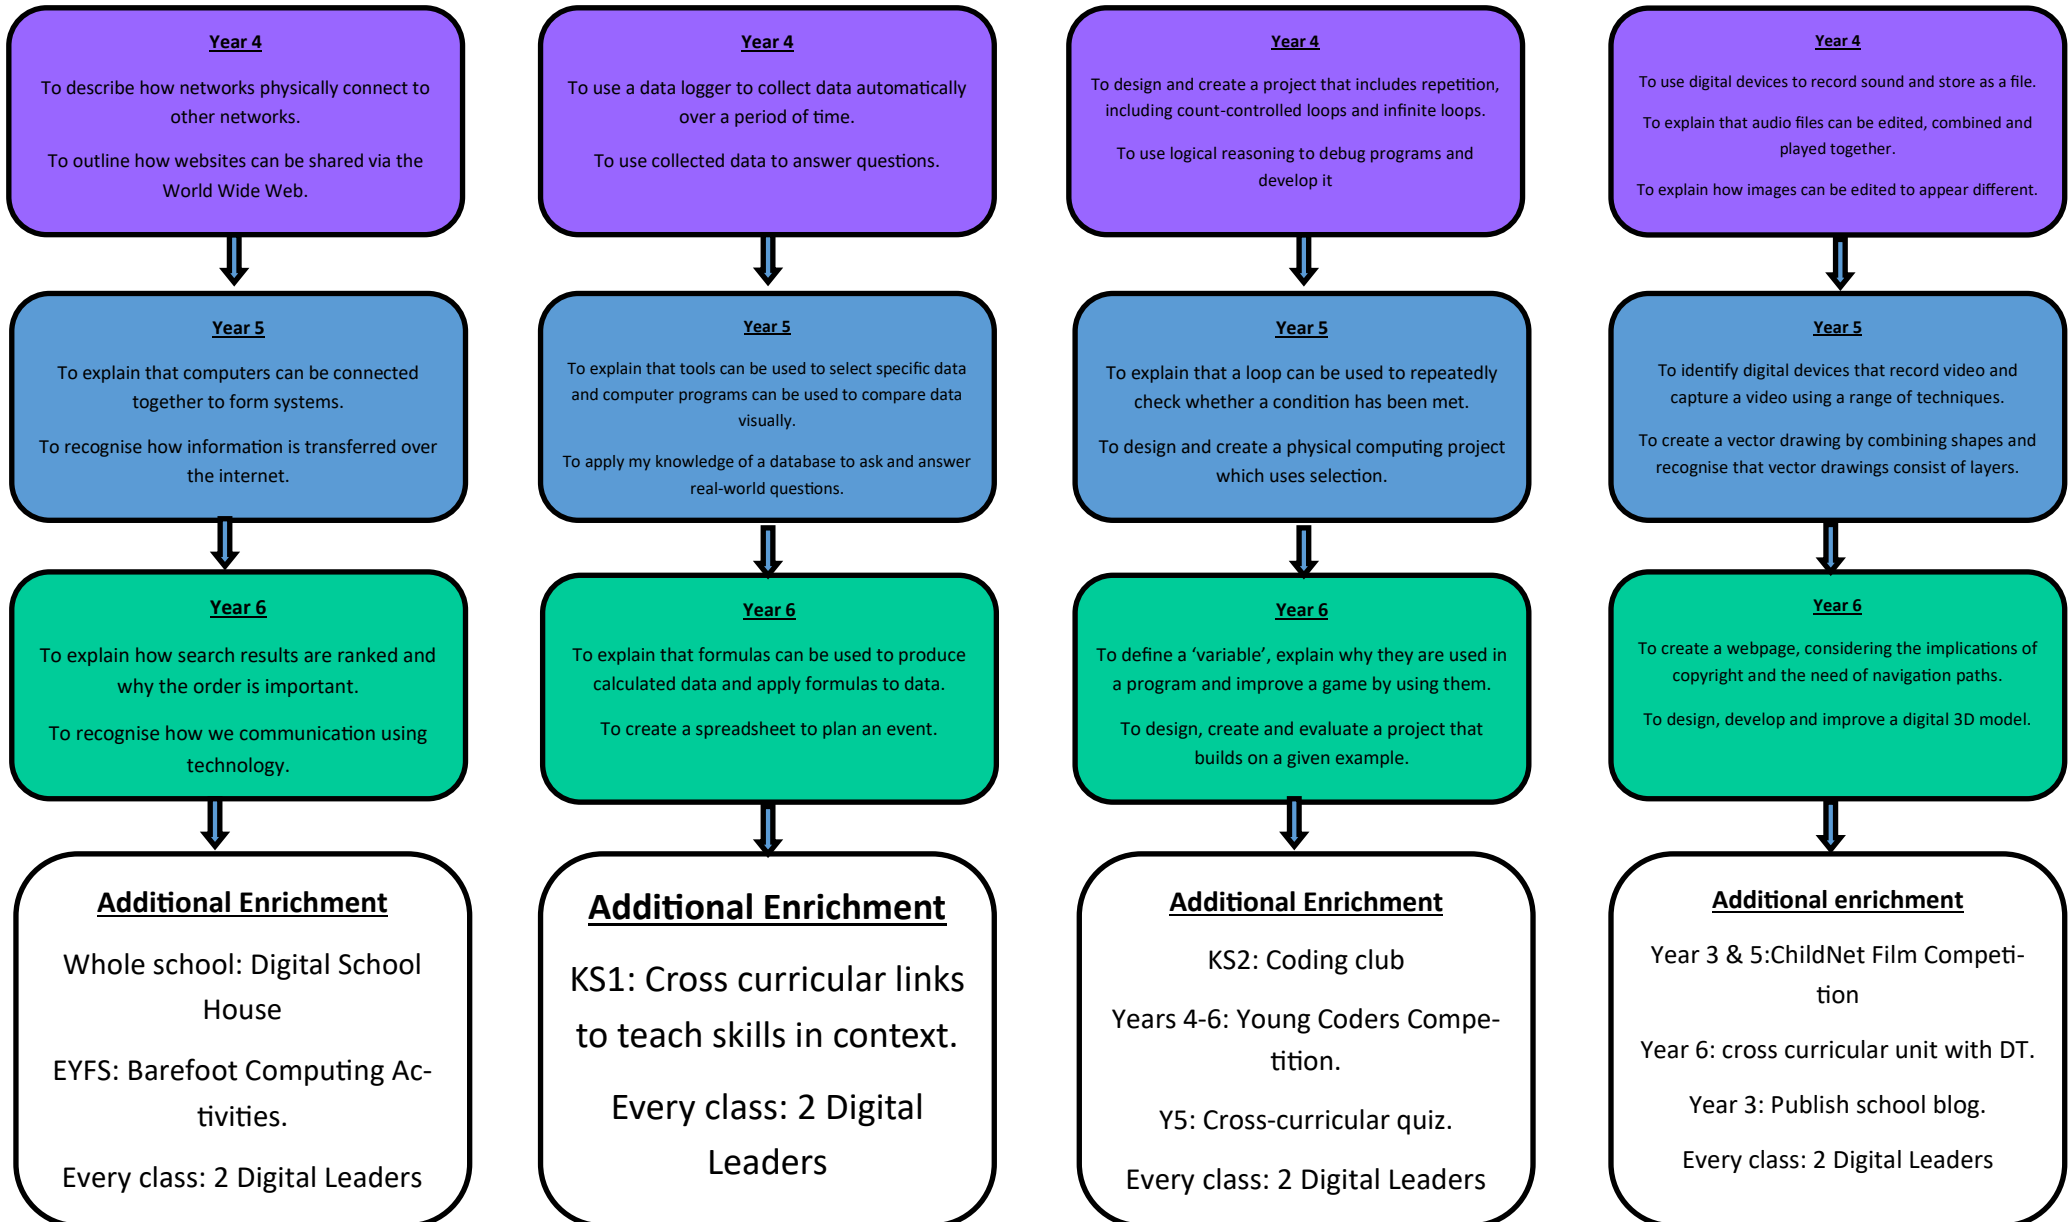 Year 4
To describe how networks physically connect to
other networks.
To outline how websites can be shared via the
World Wide Web.
Year 5
To explain that computers can be connected
together to form systems.
To recognise how information is transferred over
the internet.
Year 6
To explain how search results are ranked and
why the order is important.
To recognise how we communication using
technology.
Additional Enrichment
Whole school: Digital School
House
EYFS: Barefoot Computing Ac-
tivities.
Every class: 2 Digital Leaders
Year 4
To use a data logger to collect data automatically
over a period of time.
To use collected data to answer questions.
Year 5
To explain that tools can be used to select specific data
and computer programs can be used to compare data
visually.
To apply my knowledge of a database to ask and answer
real-world questions.
Year 6
To explain that formulas can be used to produce
calculated data and apply formulas to data.
To create a spreadsheet to plan an event.
Additional Enrichment
KS1: Cross curricular links
to teach skills in context.
Every class: 2 Digital
Leaders
Year 4
To design and create a project that includes repetition,
including count-controlled loops and infinite loops.
To use logical reasoning to debug programs and
develop it
Year 5
To explain that a loop can be used to repeatedly
check whether a condition has been met.
To design and create a physical computing project
which uses selection.
Year 6
To define a ‘variable’, explain why they are used in
a program and improve a game by using them.
To design, create and evaluate a project that
builds on a given example.
Additional Enrichment
KS2: Coding club
Years 4-6: Young Coders Compe-
tition.
Y5: Cross-curricular quiz.
Every class: 2 Digital Leaders
Year 4
To use digital devices to record sound and store as a file.
To explain that audio files can be edited, combined and
played together.
To explain how images can be edited to appear different.
Year 5
To identify digital devices that record video and
capture a video using a range of techniques.
To create a vector drawing by combining shapes and
recognise that vector drawings consist of layers.
Year 6
To create a webpage, considering the implications of
copyright and the need of navigation paths.
To design, develop and improve a digital 3D model.
Additional enrichment
Year 3 & 5:ChildNet Film Competi-
tion
Year 6: cross curricular unit with DT.
Year 3: Publish school blog.
Every class: 2 Digital Leaders